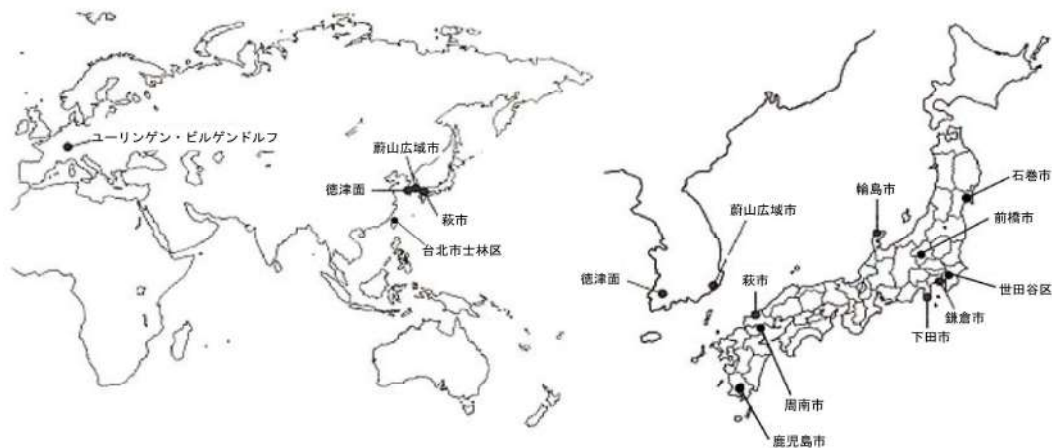 ユーリンゲン・ビルゲンドルフ
蔚山広域市
徳津面
萩市
台北市士林区
石巻市
輪島市
前橋市
蔚山広域市
徳津面
萩市
世田谷区
鎌倉市
下田市
周南市
鹿児島市